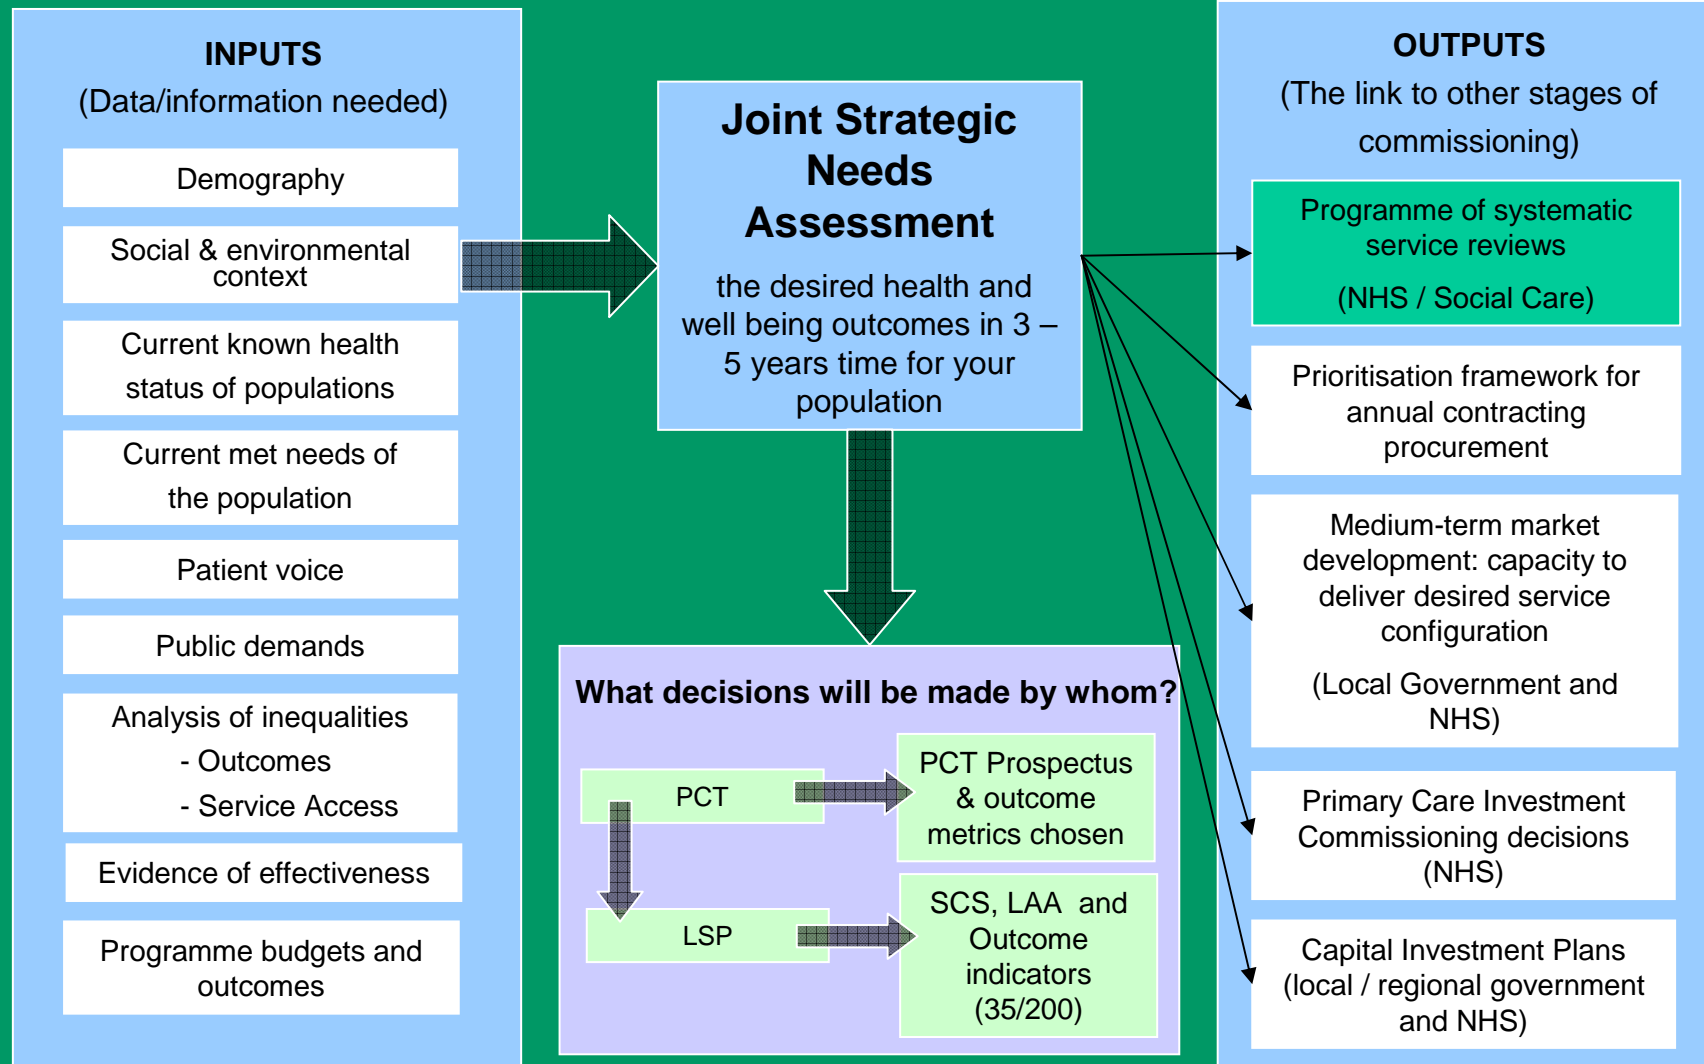 INPUTS
(Data/information needed)
Demography
Social & environmental
context
Current known health
status of populations
Current met needs of
the population
Patient voice
Public demands
Analysis of inequalities
- Outcomes
- Service Access
Evidence of effectiveness
Programme budgets and
outcomes
Joint Strategic
Needs
Assessment
the desired health and
well being outcomes in 3 –
5 years time for your
population
What decisions will be made by whom?
PCT
PCT Prospectus
& outcome
metrics chosen
LSP
SCS, LAA and
Outcome
indicators
(35/200)
OUTPUTS
(The link to other stages of
commissioning)
Programme of systematic
service reviews
(NHS / Social Care)
Prioritisation framework for
annual contracting
procurement
Medium-term market
development: capacity to
deliver desired service
configuration
(Local Government and
NHS)
Primary Care Investment
Commissioning decisions
(NHS)
Capital Investment Plans
(local / regional government
and NHS)